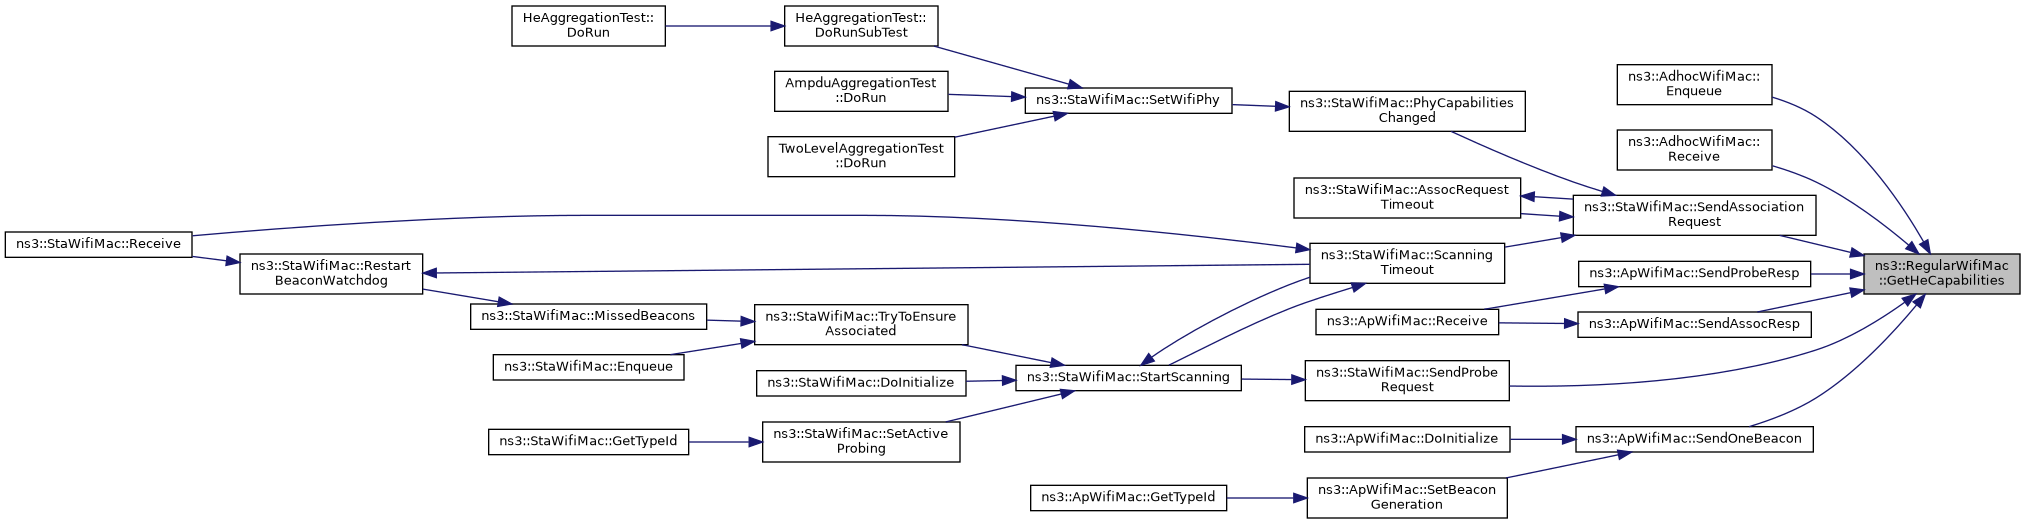 HeAggregationTest::
DoRun
HeAggregationTest::
DoRunSubTest
AmpduAggregationTest
::DoRun
TwoLevelAggregationTest
::DoRun
ns3::StaWifiMac::SetWifiPhy
ns3::StaWifiMac::PhyCapabilities
Changed
ns3::AdhocWifiMac::
Enqueue
ns3::AdhocWifiMac::
Receive
ns3::StaWifiMac::AssocRequest
Timeout
ns3::StaWifiMac::SendAssociation
Request
ns3::StaWifiMac::Receive
ns3::StaWifiMac::Restart
BeaconWatchdog
ns3::StaWifiMac::Scanning
Timeout
ns3::ApWifiMac::SendProbeResp
ns3::RegularWifiMac
::GetHeCapabilities
ns3::StaWifiMac::MissedBeacons
ns3::StaWifiMac::TryToEnsure
Associated
ns3::ApWifiMac::Receive
ns3::ApWifiMac::SendAssocResp
ns3::StaWifiMac::Enqueue
ns3::StaWifiMac::DoInitialize
ns3::StaWifiMac::StartScanning
ns3::StaWifiMac::SendProbe
Request
ns3::StaWifiMac::GetTypeId
ns3::StaWifiMac::SetActive
Probing
ns3::ApWifiMac::DoInitialize
ns3::ApWifiMac::SendOneBeacon
ns3::ApWifiMac::GetTypeId
ns3::ApWifiMac::SetBeacon
Generation